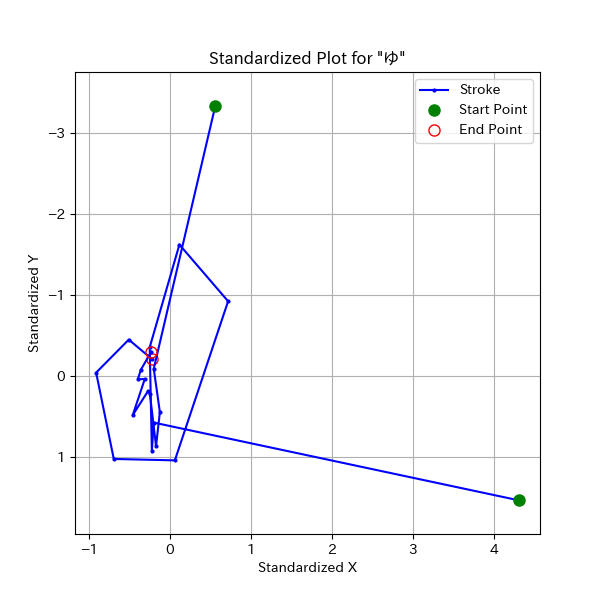 Standardized Plot for "ゆ"
Stroke
Start Point
End Point
−3
−2
−1
0
1
Standardized Y
−1 0 1 2 3 4
Standardized X